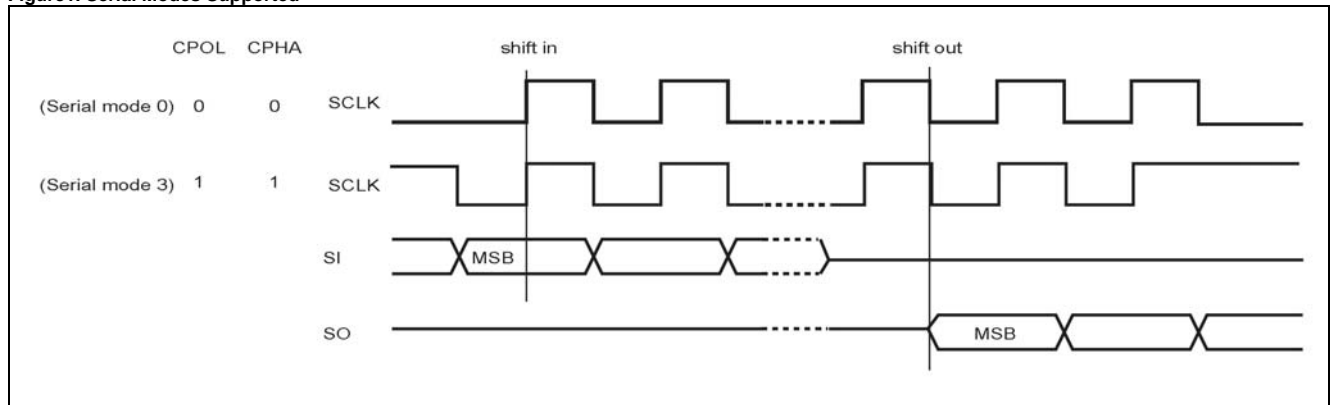 CPOL CPHA shift in shift out
(Serial mode 0) 0 0 SCLK
(Serial mode 3) 1 1 SCLK
SI MSB
SO MSB